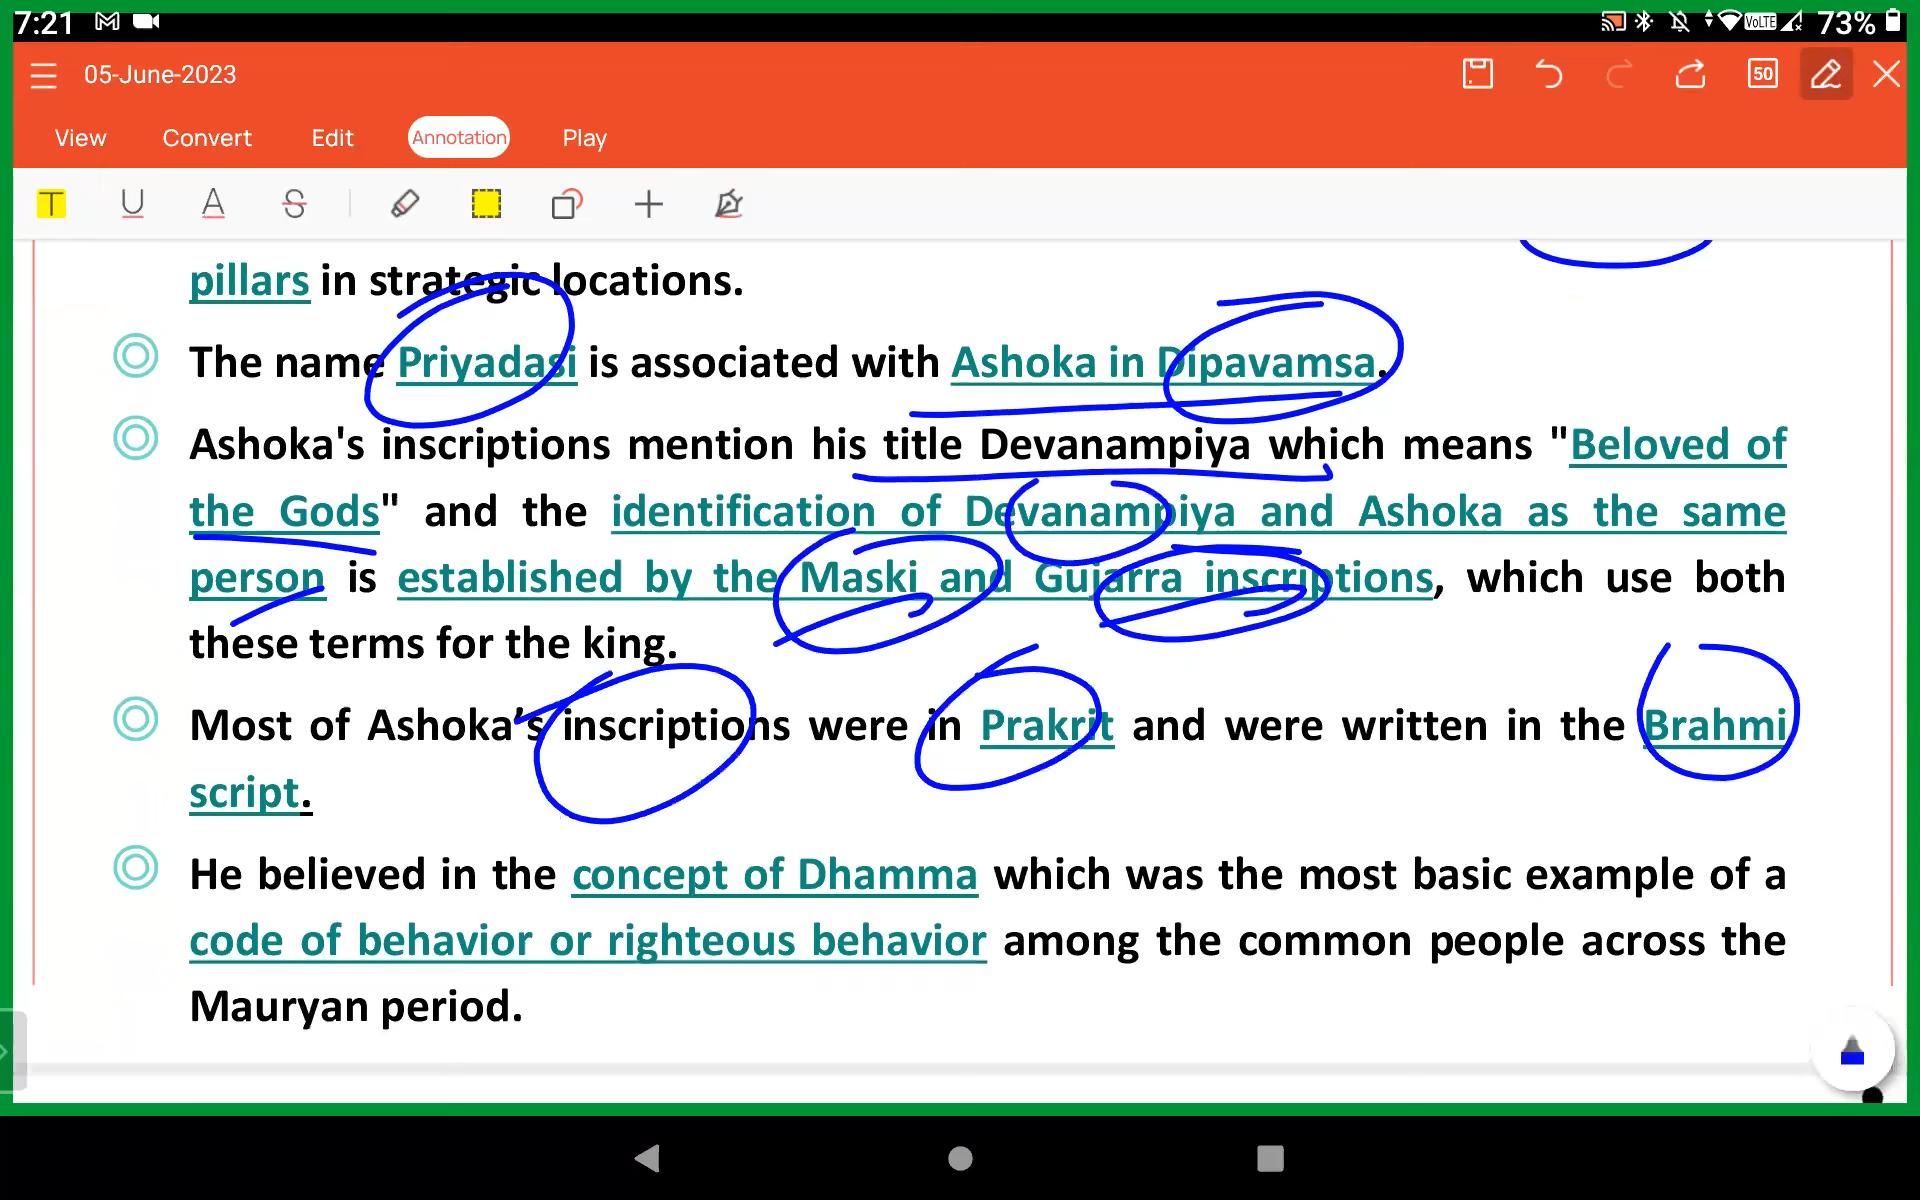 7:21
VoLTE
73%
05-June-2023
50
View Convert Edit Annotation Play
T U A S
pillars in strategic locations.
The name Priyadasi is associated with Ashoka in Dipavamsa.
Ashoka's inscriptions mention his title Devanampiya which means "Beloved of
the Gods" and the identification of Devanampiya and Ashoka as the same
person is established by the Maski and Gujarra inscriptions, which use both
these terms for the king.
Most of Ashoka’s inscriptions were in Prakrit and were written in the Brahmi
script.
He believed in the concept of Dhamma which was the most basic example of a
code of behavior or righteous behavior among the common people across the
Mauryan period.